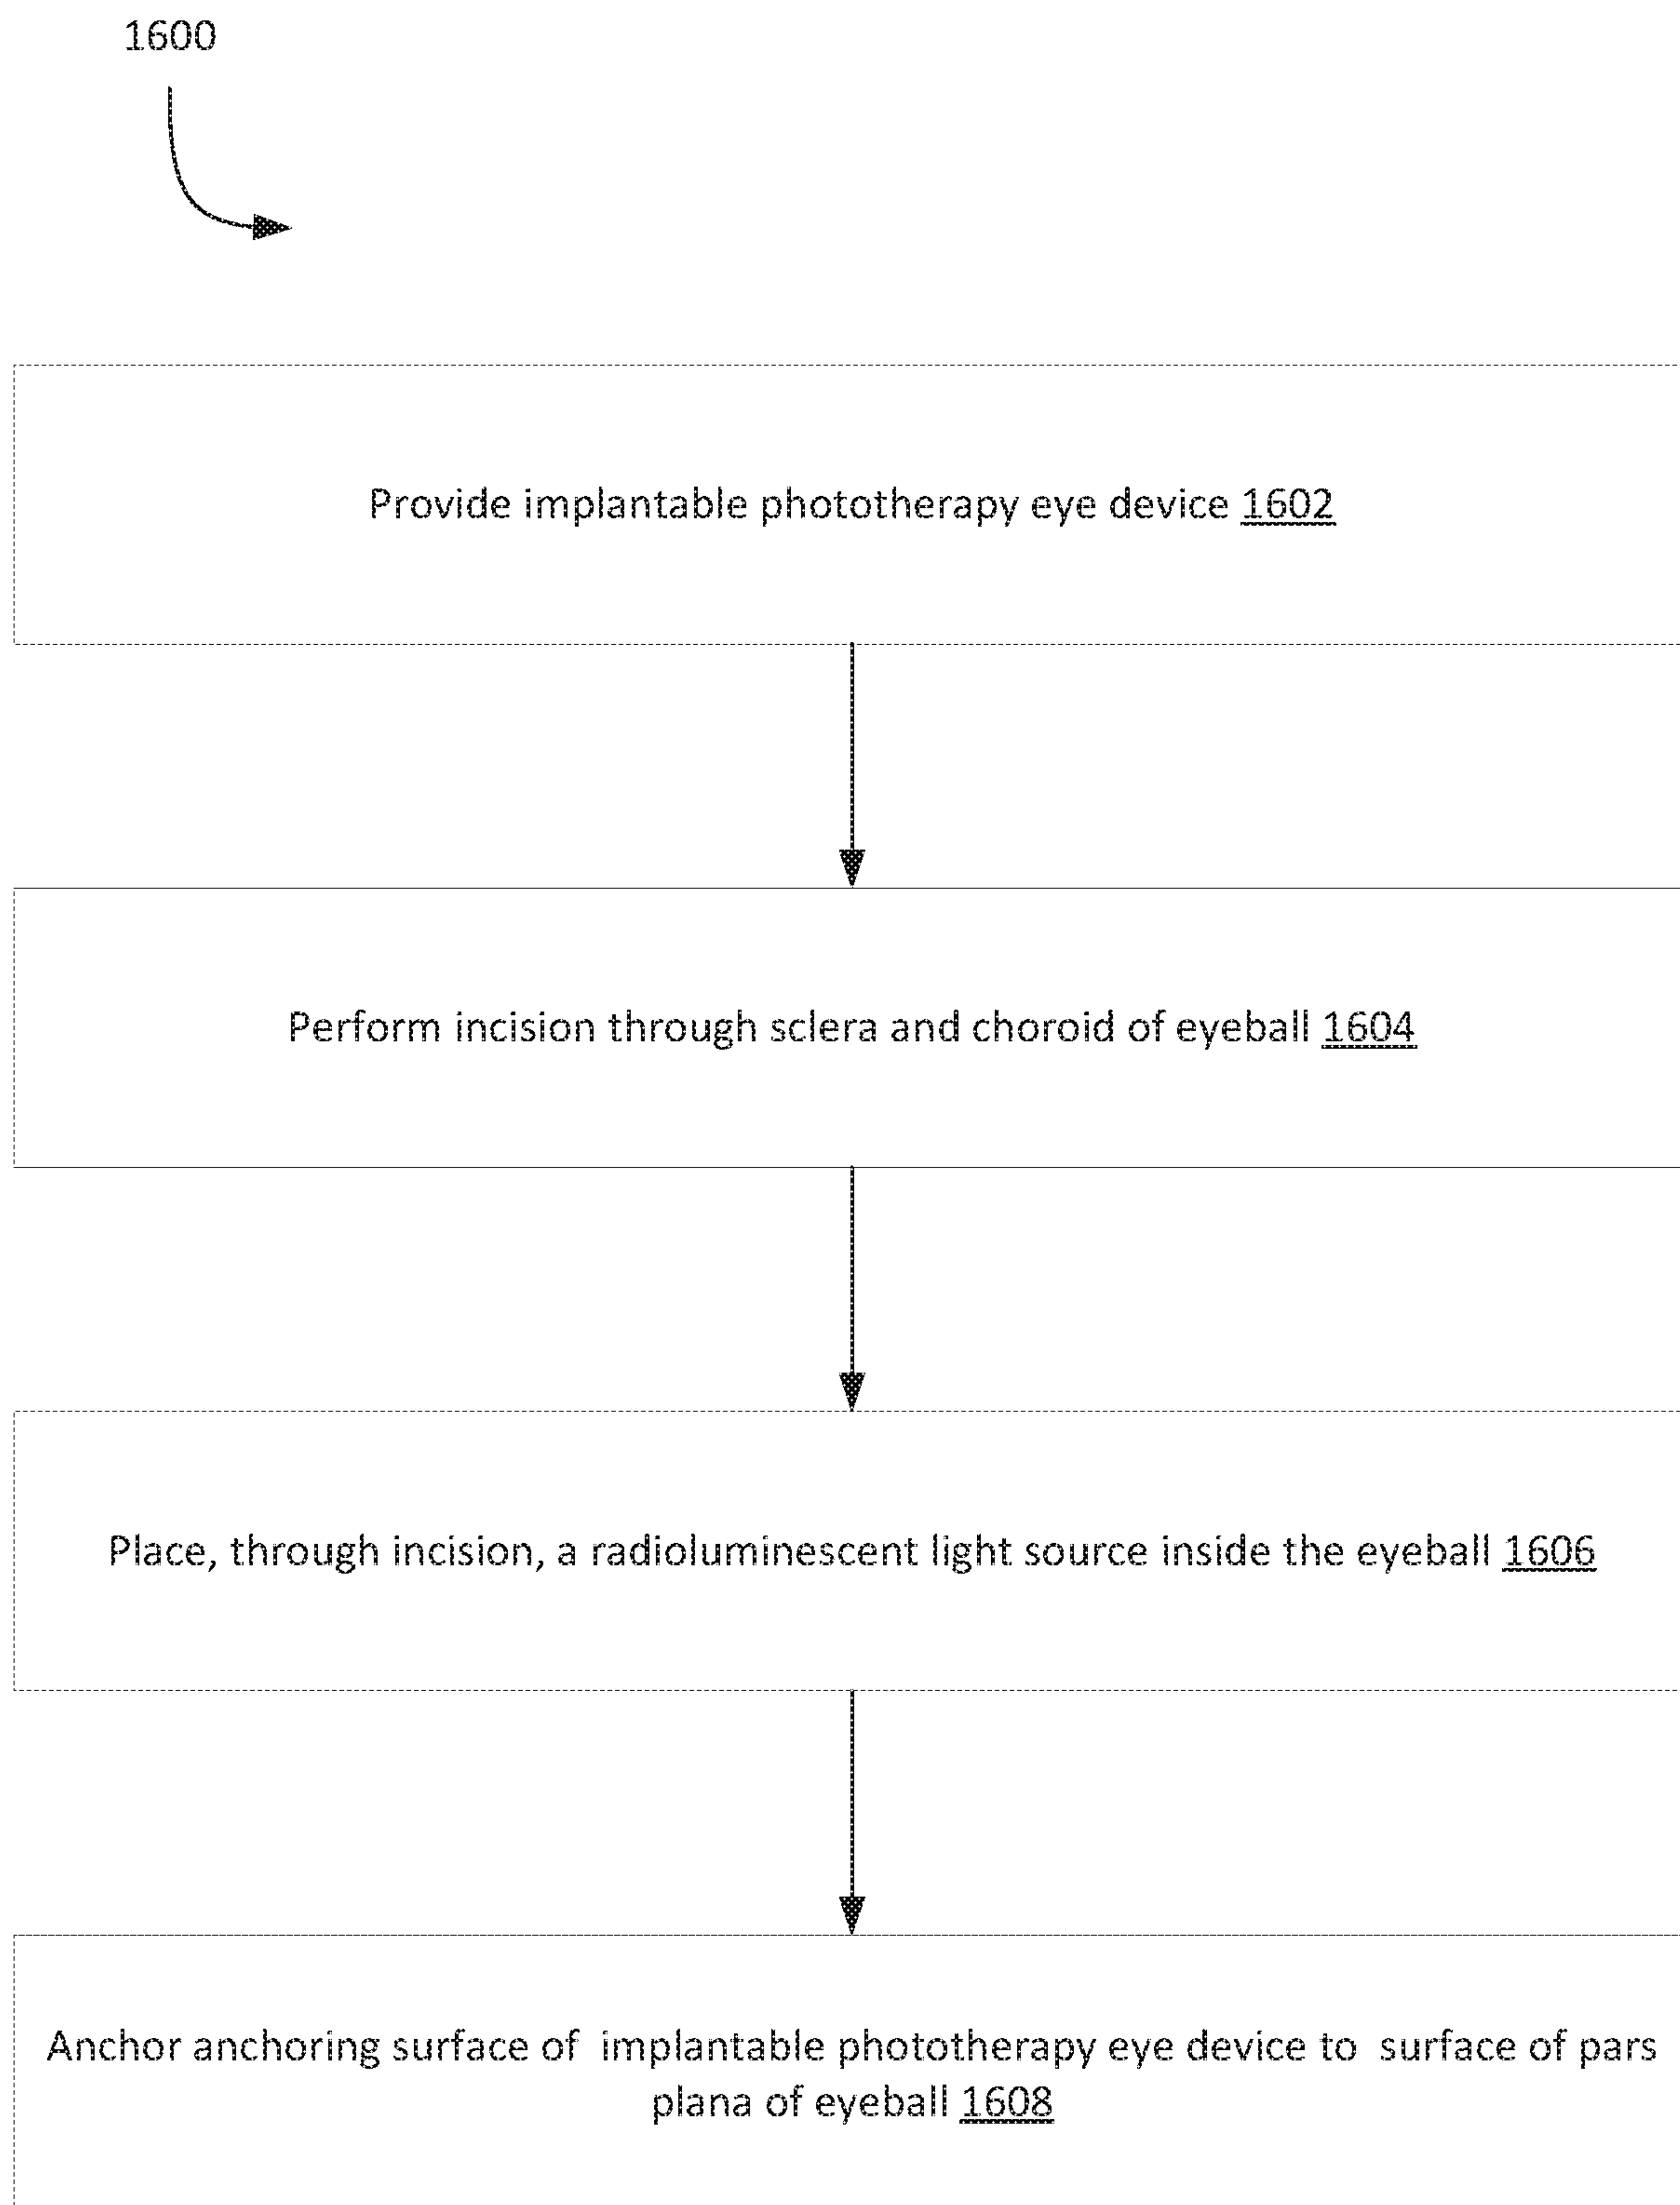 1600
Provide implantable phototherapy eye device 1602
Perform incision through sclera and choroid of eyeball 1604
Place, through incision, a radioluminescent light source inside the eyeball 1606
Anchor anchoring surface of implantable phototherapy eye device to surface of pars
plana of eyeball 1608